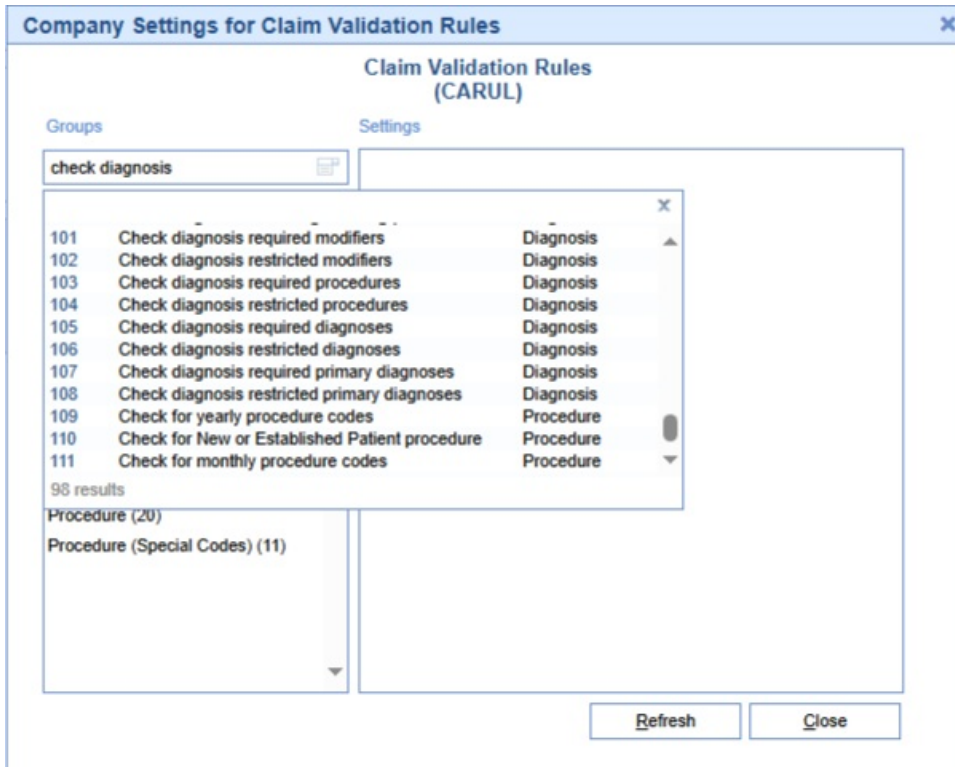 Company Settings for Claim Validation Rules
Claim Validation Rules
(CARUL)
Groups Settings
check diagnosis
101 Check diagnosis required modifiers Diagnosis
102 Check diagnosis restricted modifiers Diagnosis
103 Check diagnosis required procedures Diagnosis
104 Check diagnosis restricted procedures Diagnosis
105 Check diagnosis required diagnoses Diagnosis
106 Check diagnosis restricted diagnoses Diagnosis
107 Check diagnosis required primary diagnoses Diagnosis
108 Check diagnosis restricted primary diagnoses Diagnosis
109 Check for yearly procedure codes Procedure
110 Check for New or Established Patient procedure Procedure
111 Check for monthly procedure codes Procedure
98 results
Procedure (20)
Procedure (Special Codes) (11)
Refresh Close